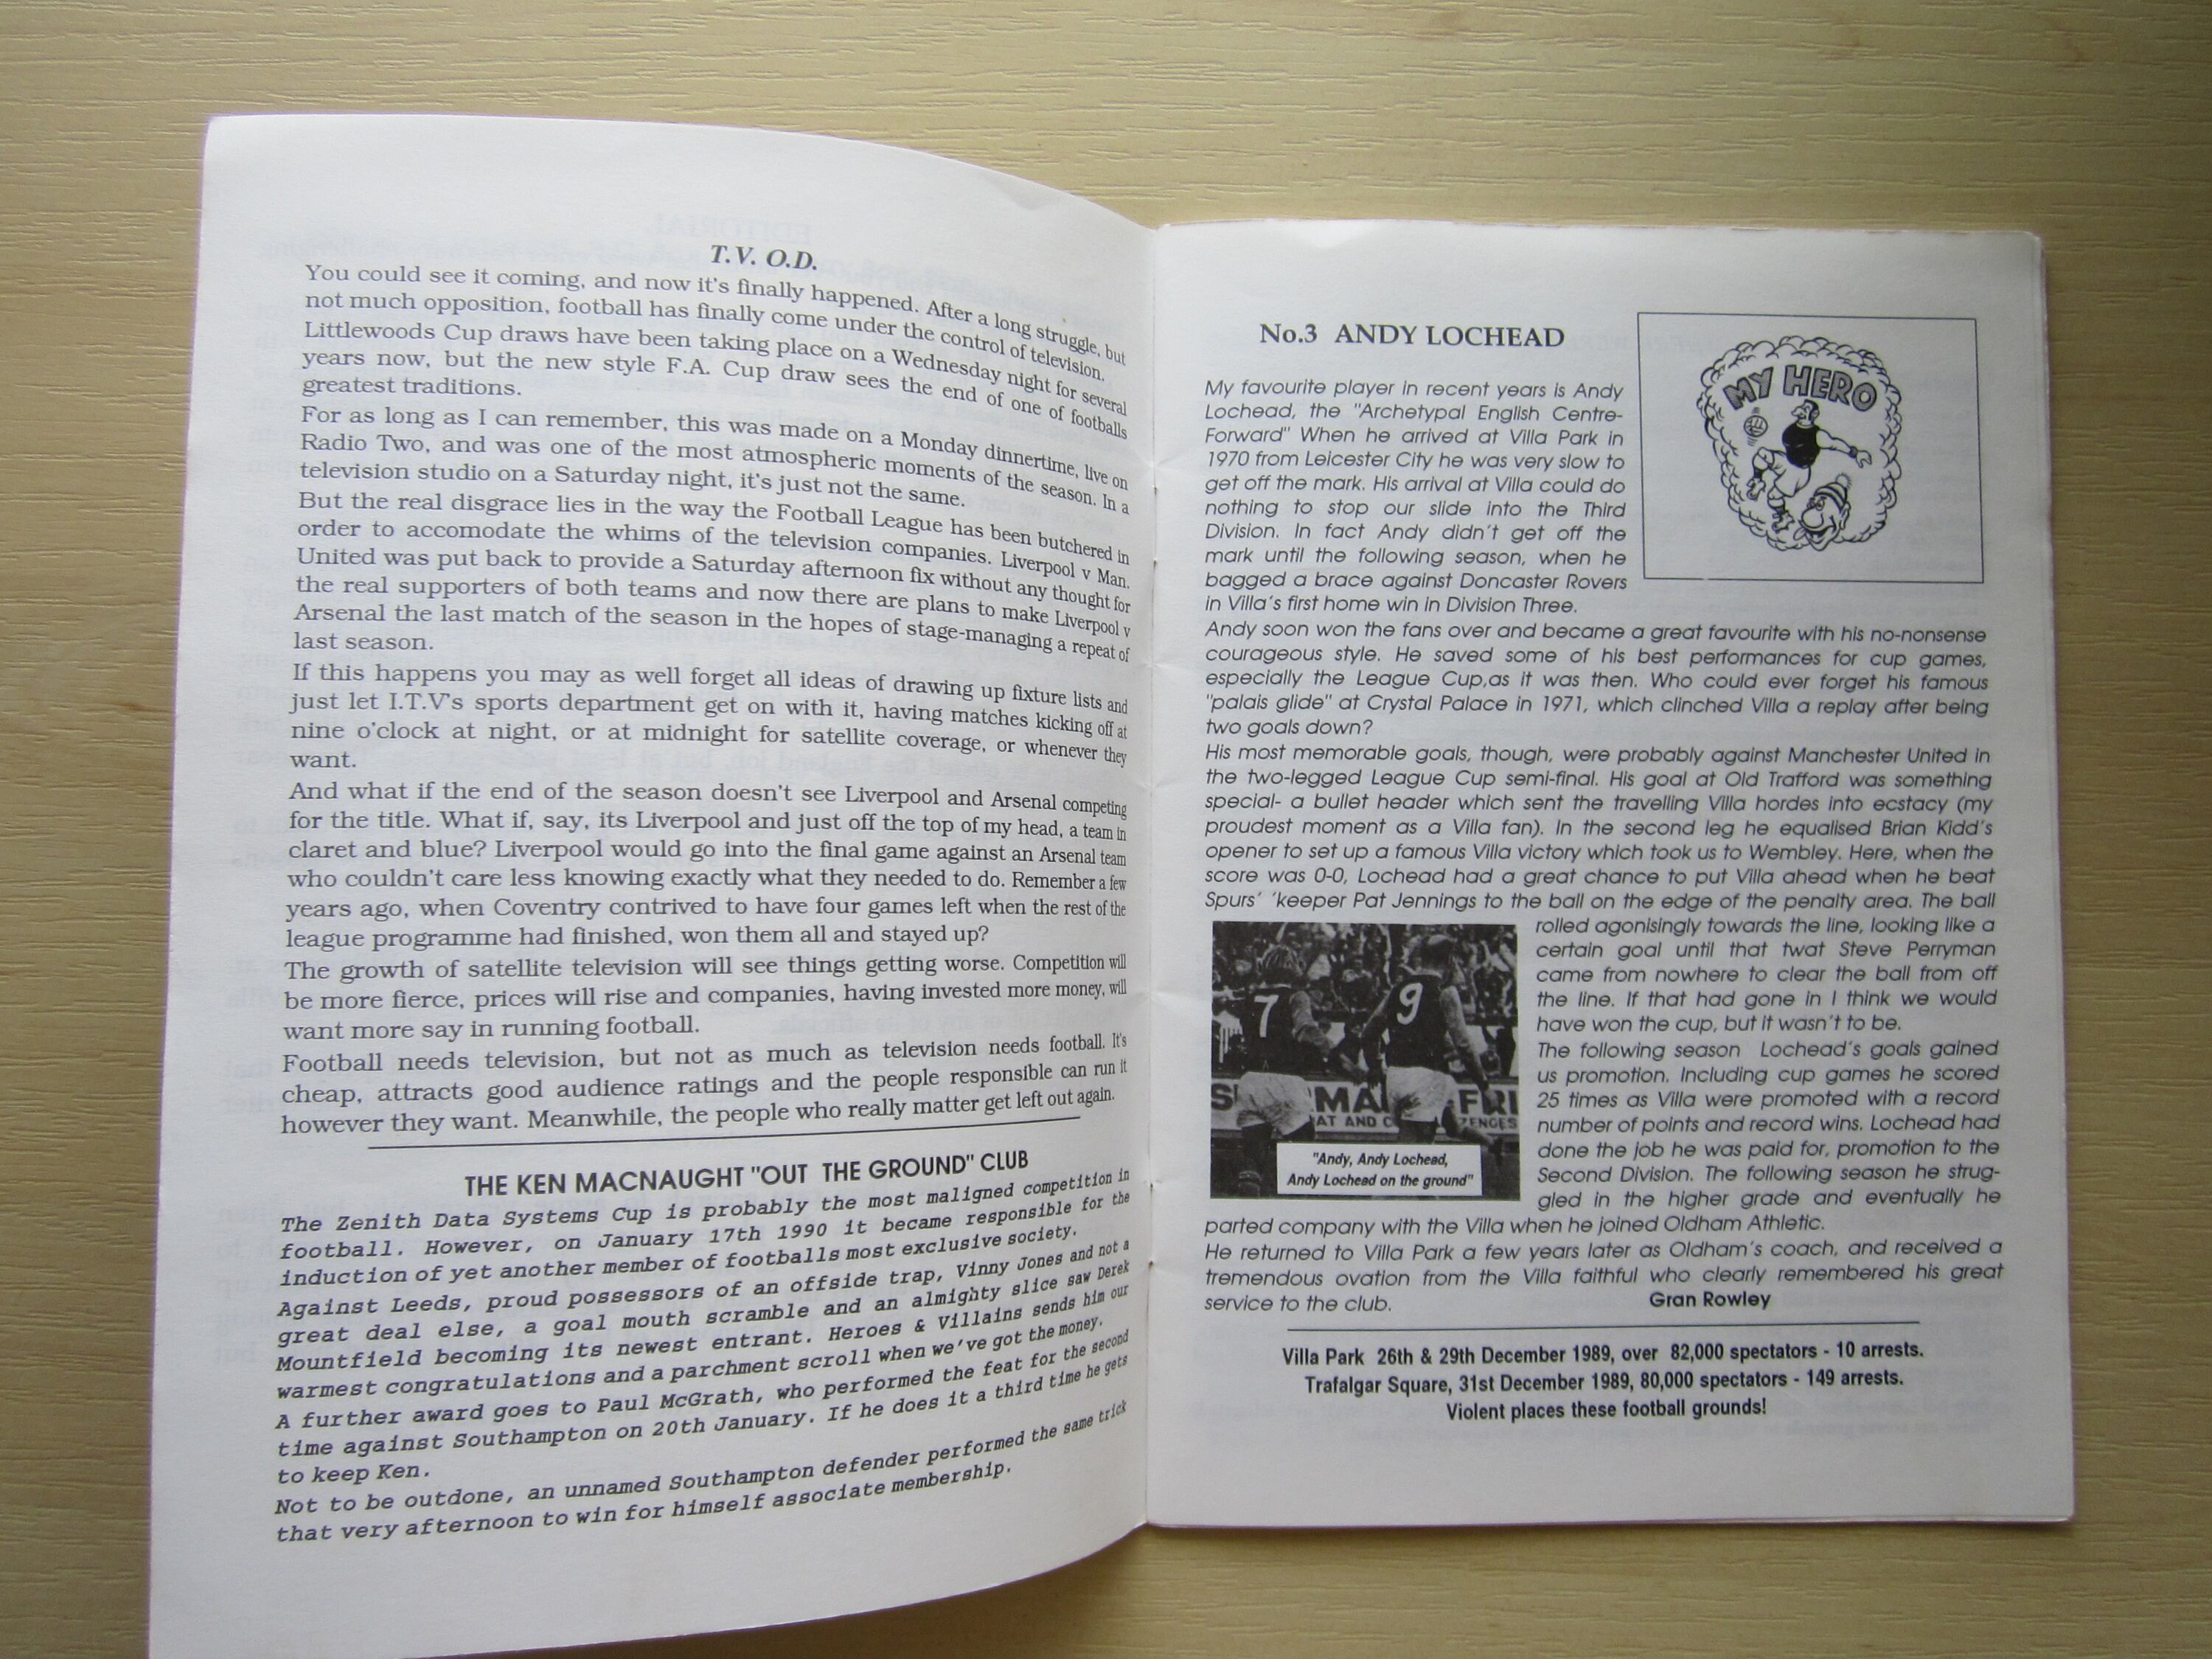 T.V. O.D.
You could see it coming, and now it's finally happened. After a long struggle, but
not much opposition, football has finally come under the control of television.
Littlewoods Cup draws have been taking place on a Wednesday night for several
years now, but the new style F.A. Cup draw sees the end of one of footballs
greatest traditions.
For as long as I can remember, this was made on a Monday dinnertime, live on
Radio Two, and was one of the most atmospheric moments of the season. In a
television studio on a Saturday night, it's just not the same.
But the real disgrace lies in the way the Football League has been butchered in
order to accomodate the whims of the television companies. Liverpool v Man.
United was put back to provide a Saturday afternoon fix without any thought for
the real supporters of both teams and now there are plans to make Liverpool v
Arsenal the last match of the season in the hopes of stage-managing a repeat of
last season.
If this happens you may as well forget all ideas of drawing up fixture lists and
just let I.T.V's sports department get on with it, having matches kicking off at
nine o'clock at night, or at midnight for satellite coverage, or whenever they
want.
And what if the end of the season doesn't see Liverpool and Arsenal competing
for the title. What if, say, its Liverpool and just off the top of my head, a team in
claret and blue? Liverpool would go into the final game against an Arsenal team
who couldn't care less knowing exactly what they needed to do. Remember a few
years ago, when Coventry contrived to have four games left when the rest of the
league programme had finished, won them all and stayed up?
The growth of satellite television will see things getting worse. Competition will
be more fierce, prices will rise and companies, having invested more money, will
want more say in running football.
Football needs television, but not as much as television needs football. It's
cheap, attracts good audience ratings and the people responsible can run it
however they want. Meanwhile, the people who really matter get left out again.
THE KEN MACNAUGHT "OUT THE GROUND" CLUB
The Zenith Data Systems Cup is probably the most maligned competition in
football. However, on January 17th 1990 it became responsible for the
induction of yet another member of footballs most exclusive society.
Against Leeds, proud possessors of an offside trap, Vinny Jones and not a
great deal else, a goal mouth scramble and an almighty slice saw Derek
Mountfield becoming its newest entrant. Heroes & Villains sends him our
warmest congratulations and a parchment scroll when we've got the money.
A further award goes to Paul McGrath, who performed the feat for the second
time against Southampton on 20th January. If he does it a third time he gets
to keep Ken.
Not to be outdone, an unnamed Southampton defender performed the same trick
that very afternoon to win for himself associate membership.
No.3 ANDY LOCHEAD
MY HERO
My favourite player in recent years is Andy
Lochead, the "Archetypal English Centre-
Forward" When he arrived at Villa Park in
1970 from Leicester City he was very slow to
get off the mark. His arrival at Villa could do
nothing to stop our slide into the Third
Division. In fact Andy didn't get off the
mark until the following season, when he
bagged a brace against Doncaster Rovers
in Villa's first home win in Division Three.
Andy soon won the fans over and became a great favourite with his no-nonsense
courageous style. He saved some of his best performances for cup games,
especially the League Cup,as it was then. Who could ever forget his famous
"palais glide" at Crystal Palace in 1971, which clinched Villa a replay after being
two goals down?
His most memorable goals, though, were probably against Manchester United in
the two-legged League Cup semi-final. His goal at Old Trafford was something
special- a bullet header which sent the travelling Villa hordes into ecstacy (my
proudest moment as a Villa fan). In the second leg he equalised Brian Kidd's
opener to set up a famous Villa victory which took us to Wembley. Here, when the
score was 0-0, Lochead had a great chance to put Villa ahead when he beat
Spurs' 'keeper Pat Jennings to the ball on the edge of the penalty area. The ball
rolled agonisingly towards the line, looking like a
certain goal until that twat Steve Perryman
came from nowhere to clear the ball from off
the line. If that had gone in I think we would
have won the cup, but it wasn't to be.
The following season Lochead's goals gained
us promotion. Including cup games he scored
25 times as Villa were promoted with a record
number of points and record wins. Lochead had
done the job he was paid for, promotion to the
Second Division. The following season he strug-
gled in the higher grade and eventually he
parted company with the Villa when he joined Oldham Athletic.
He returned to Villa Park a few years later as Oldham's coach, and received a
tremendous ovation from the Villa faithful who clearly remembered his great
service to the club.
Gran Rowley
7
9
"Andy, Andy Lochead,
Andy Lochead on the ground"
Villa Park 26th & 29th December 1989, over 82,000 spectators - 10 arrests.
Trafalgar Square, 31st December 1989, 80,000 spectators - 149 arrests.
Violent places these football grounds!